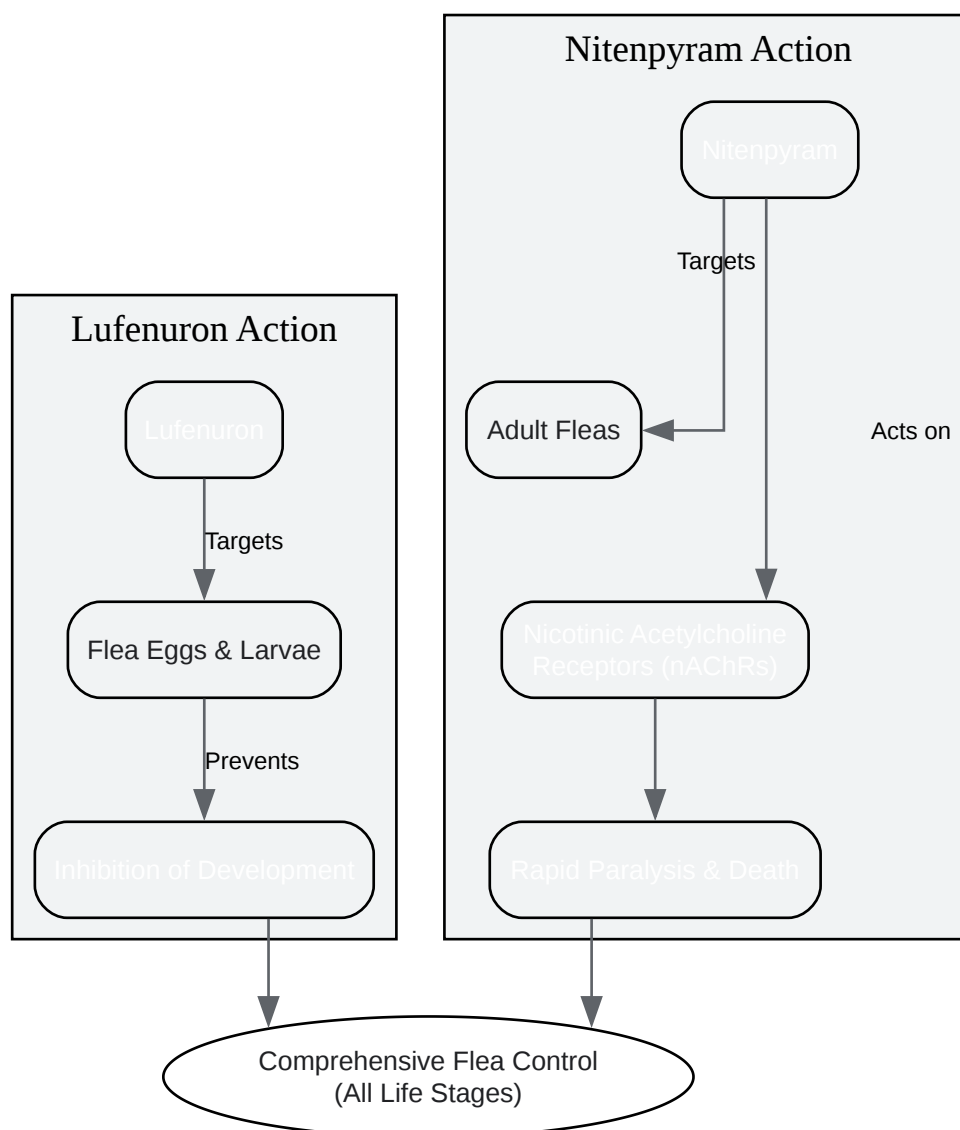 Nitenpyram Action
Nitenpyram
Targets
Lufenuron Action
Lufenuron
Adult Fleas
Acts on
Targets
Flea Eggs & Larvae
Nicotinic Acetylcholine
Receptors (nAChRs)
Prevents
Inhibition of Development
Rapid Paralysis & Death
Comprehensive Flea Control
(All Life Stages)